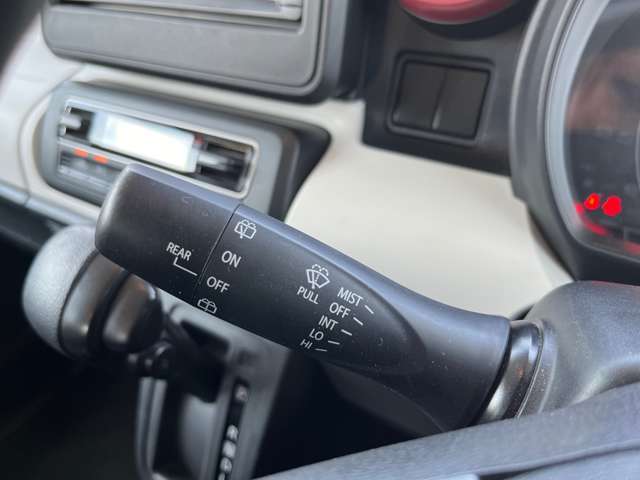 REAR
ON
OFF
PULL
MIST
OFF
INT
LO
HI